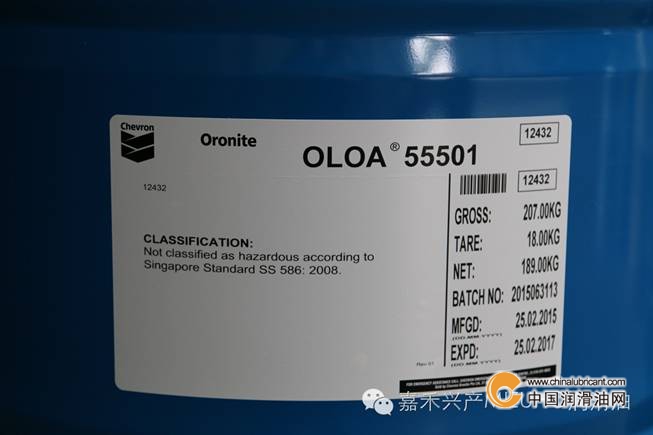 Chevron
Oronite
OLOA® 55501
12432
12432
12432
CLASSIFICATION:
Not classified as hazardous according to
Singapore Standard SS 586: 2008.
GROSS: 207.00KG
TARE: 18.00KG
NET: 189.00KG
BATCH NO: 2015063113
MFGD: 25.02.2015
EXPD: 25.02.2017
www.chinalubricant.com
中国润滑油网
嘉禾兴产